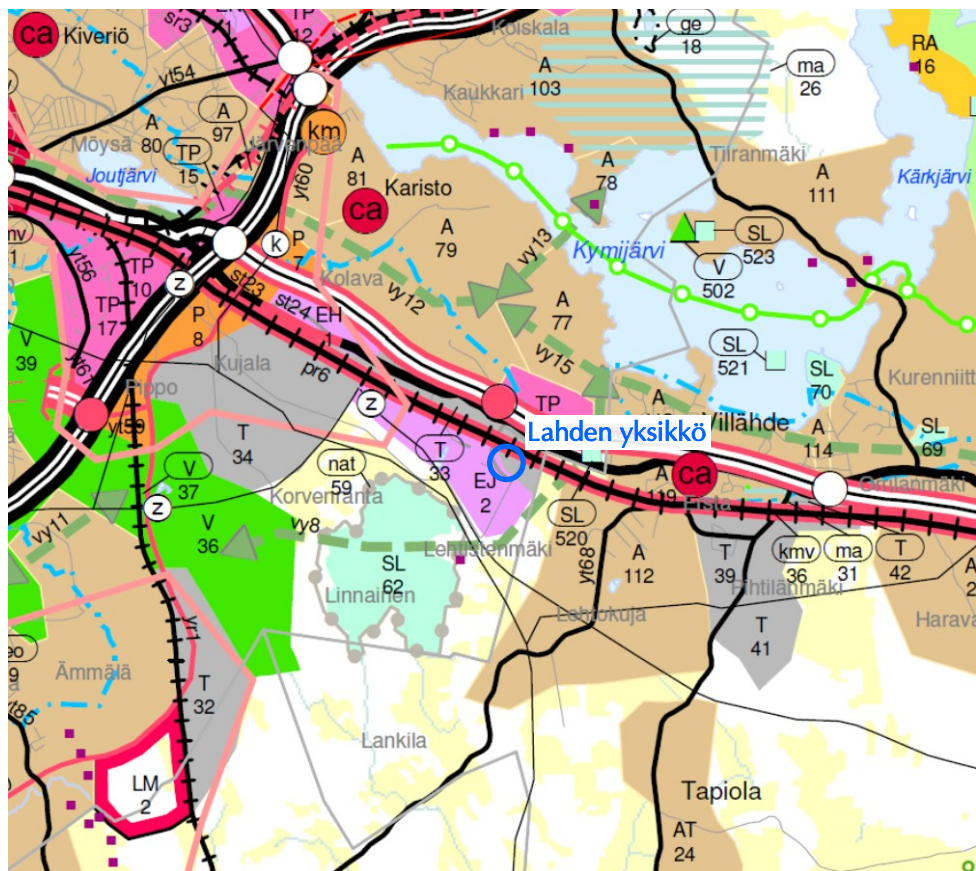 ca Kiveriö
sr3
TP
12
Koiskala
ge
18
RA
16
yt54
A
103
ma
26
Kaukkari
A
97
km
A
80
Möysä
Järvenpää
TP
15
Joutjärvi
yt60
A
81
Karisto
ca
A
78
Tiiranmäki
A
111
Kärkjärvi
A
79
SL
523
V
502
Kymijärvi
vy13
yt56
P
7
k
Kolava
vy12
TP
10
z
st23
st24
EH
1
A
77
vy15
TP
17
P
8
V
39
yt61
Kujala
pr6
SL
521
SL
70
Kurenniitt
Pippo
yt59
z
TP
Lahden yksikkö
Villähde
A
114
SL
69
T
34
T
33
nat
59
V
37
Korvenranta
EJ
2
ca
A
119
Ersta
z
vy11
V
36
vy8
Lehtistenmäki
SL
520
yt68
A
112
T
39
kmv
36
ma
31
T
42
SL
62
Linnainen
Pihtilänmäki
Lehtokuja
T
41
Harava
yr1
Ämmälä
T
32
yt85
Lankila
LM
2
Tapiola
AT
24